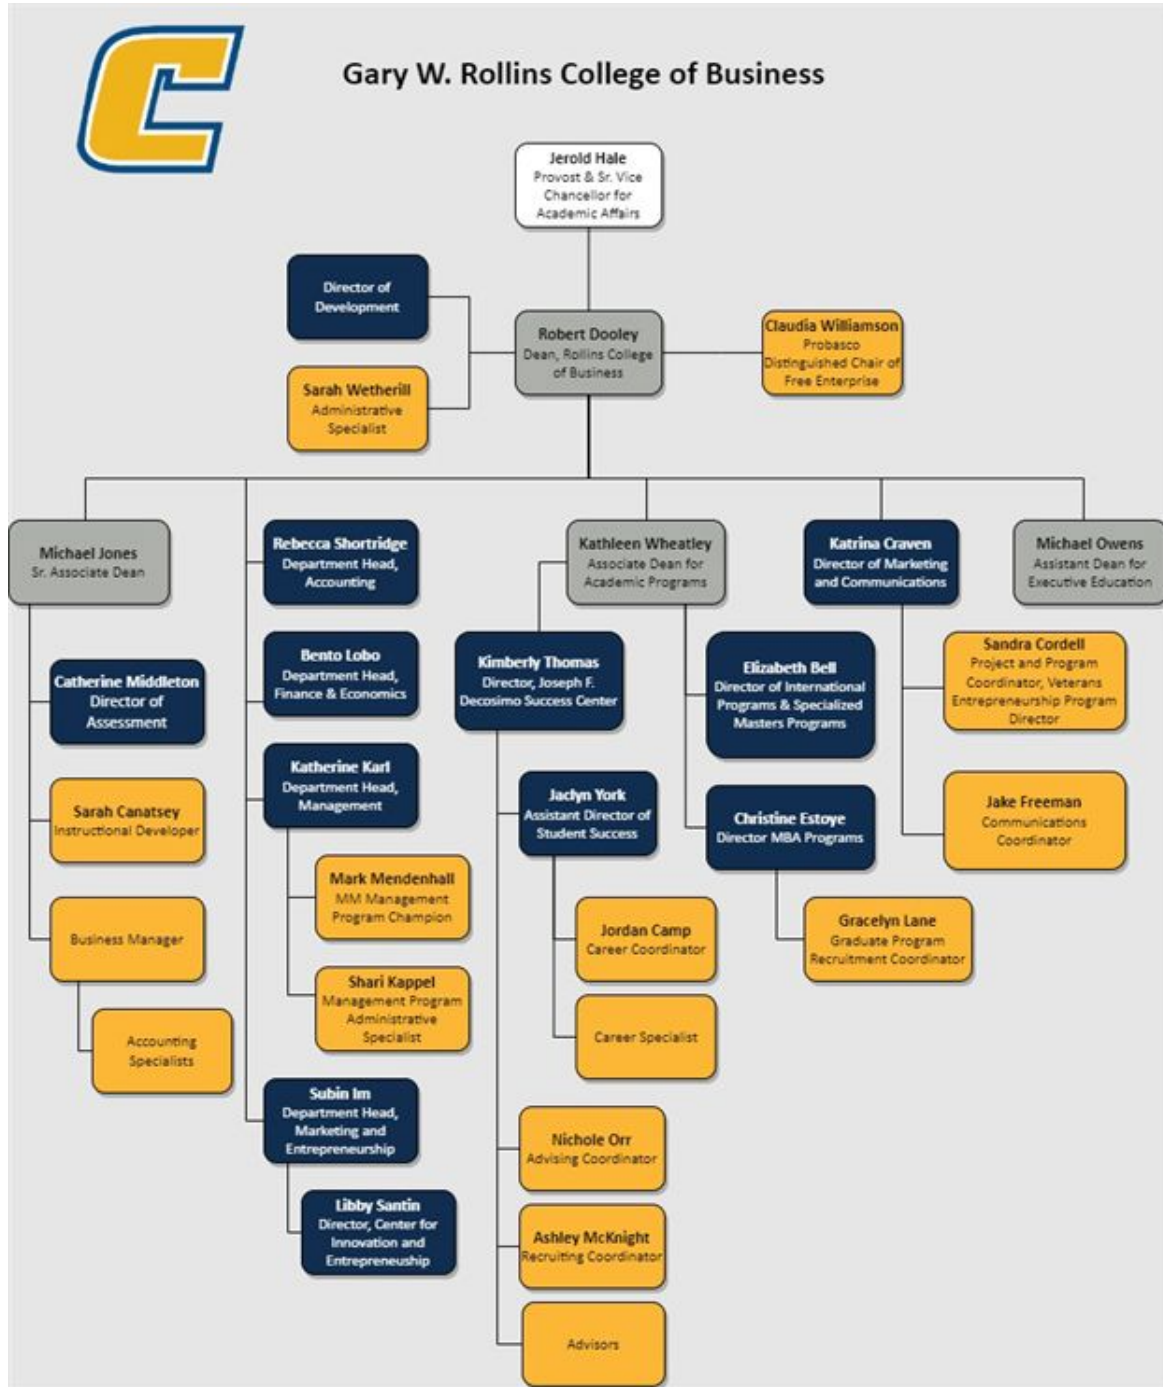 C
Gary W. Rollins College of Business
Jerold Hale
Provost & Sr. Vice
Chancellor for
Academic Affairs
Director of
Development
Robert Dooley
Dean, Rollins College
of Business
Claudia Williamson
Probasco
Distinguished Chair of
Free Enterprise
Sarah Wetherill
Administrative
Specialist
Michael Jones
Sr. Associate Dean
Rebecca Shortridge
Department Head,
Accounting
Kathleen Wheatley
Associate Dean for
Academic Programs
Katrina Craven
Director of Marketing
and Communications
Michael Owens
Assistant Dean for
Executive Education
Catherine Middleton
Director of
Assessment
Bento Lobo
Department Head,
Finance & Economics
Kimberly Thomas
Director, Joseph F.
Decosimo Success Center
Elizabeth Bell
Director of International
Programs & Specialized
Masters Programs
Sandra Cordell
Project and Program
Coordinator, Veterans
Entrepreneurship Program
Director
Sarah Canatsey
Instructional Developer
Katherine Karl
Department Head,
Management
Jaclyn York
Assistant Director of
Student Success
Christine Estoye
Director MBA Programs
Jake Freeman
Communications
Coordinator
Business Manager
Mark Mendenhall
MM Management
Program Champion
Jordan Camp
Career Coordinator
Gracelyn Lane
Graduate Program
Recruitment Coordinator
Accounting
Specialists
Shari Kappel
Management Program
Administrative
Specialist
Career Specialist
Subin Im
Department Head,
Marketing and
Entrepreneurship
Nichole Orr
Advising Coordinator
Libby Santin
Director, Center for
Innovation and
Entrepreneuship
Ashley McKnight
Recruiting Coordinator
Advisors